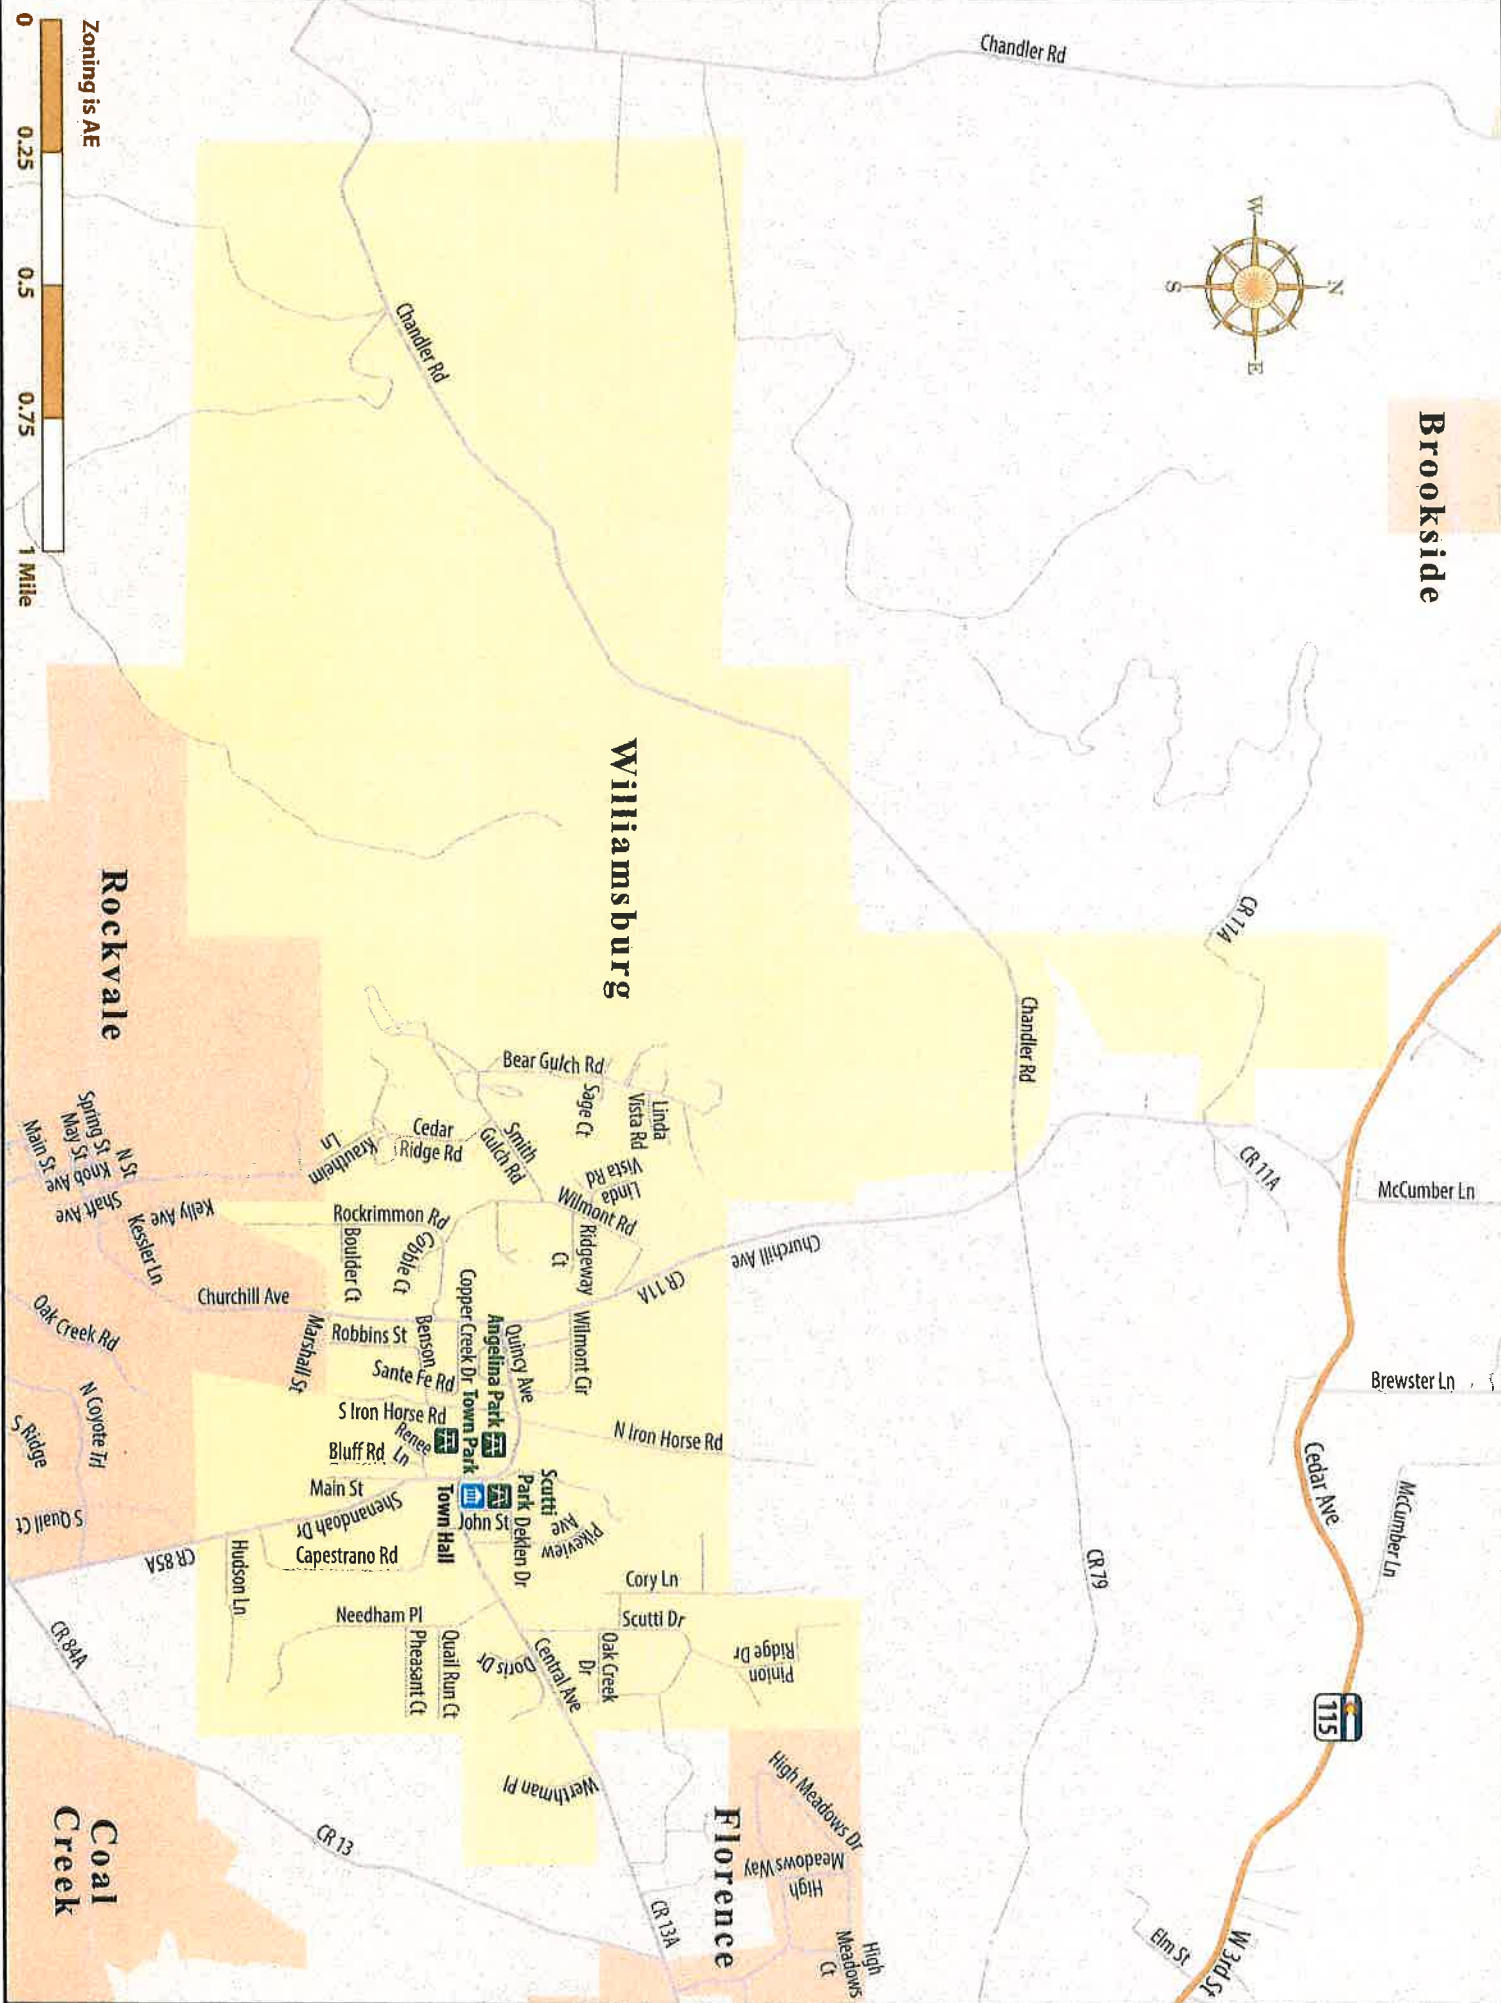 Chandler Rd
W
N
S
E
Brookside
115
Cedar Ave
McCumber Ln
Brewster Ln
McCumber Ln
W 3rd St
Elm St
CR 11A
CR 11A
Chandler Rd
CR 79
Chandler Rd
Churchill Ave
CR 11A
Williamsburg
Bear Gulch Rd
Sage Ct
Linda
Vista Rd
Linda
Vista Rd
Smith
Gulch Rd
Cedar
Ridge Rd
Krautheim
Ln
Wilmont Rd
Ridgeway
Ct
Rockrimmon Rd
Cobble Ct
Boulder Ct
Wilmont Cir
Quincy Ave
Angelina Park
Copper Creek Dr
Town Park
Benson
Robbins St
Sante Fe Rd
Marshall St
Churchill Ave
N Iron Horse Rd
S Iron Horse Rd
Renee
Ln
Bluff Rd
Main St
Shenandoah Dr
Town Hall
John St
Park
Deklen Dr
Scutti
Ave
Pikeview
Capestrano Rd
Hudson Ln
CR 85A
Cory Ln
Scutti Dr
Oak Creek
Dr
Pinion
Ridge Dr
Central Ave
Doris Dr
Needham Pl
Quail Run Ct
Pheasant Ct
Werthman Pl
High Meadows Dr
High
Meadows Way
High
Meadows
Ct
Florence
CR 13A
CR 13
CR 84A
Coal
Creek
Rockvale
Spring St
N St
May St
Main St
Knob Ave
Shaft Ave
Kelly Ave
Kessler Ln
Oak Creek Rd
N Coyote Trl
S Ridge
S Quail Ct
Zoning is AE
0 0.25 0.5 0.75 1 Mile